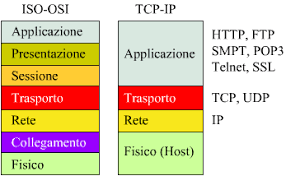 ISO-OSI TCP-IP
Applicazione
Presentazione
Sessione
Trasporto
Rete
Collegamento
Fisico
Applicazione
Trasporto
Rete
Fisico (Host)
HTTP, FTP
SMPT, POP3
Telnet, SSL
TCP, UDP
IP